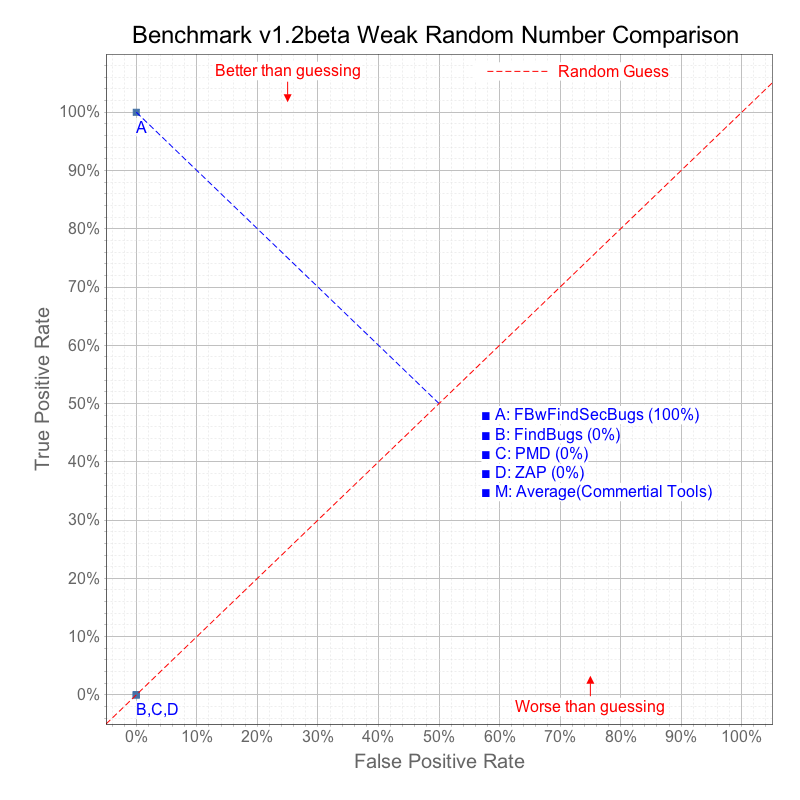 Benchmark v1.2beta Weak Random Number Comparison
Better than guessing
Random Guess
100%
A
90%
80%
70%
60%
50%
40%
30%
20%
10%
0%
True Positive Rate
A: FBwFindSecBugs (100%)
B: FindBugs (0%)
C: PMD (0%)
D: ZAP (0%)
M: Average(Commertial Tools)
Worse than guessing
B,C,D
0% 10% 20% 30% 40% 50% 60% 70% 80% 90% 100%
False Positive Rate